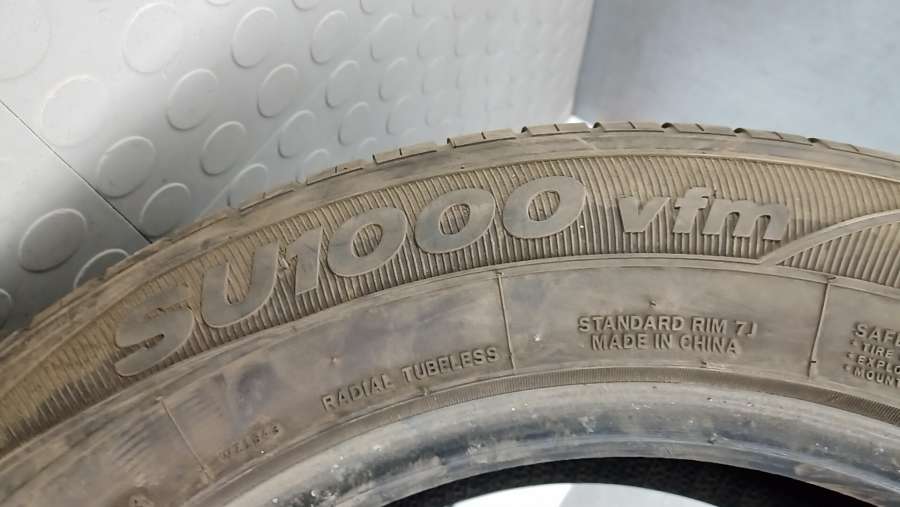 SU1000 vfm
STANDARD RIM 7J
MADE IN CHINA
RADIAL TUBELESS